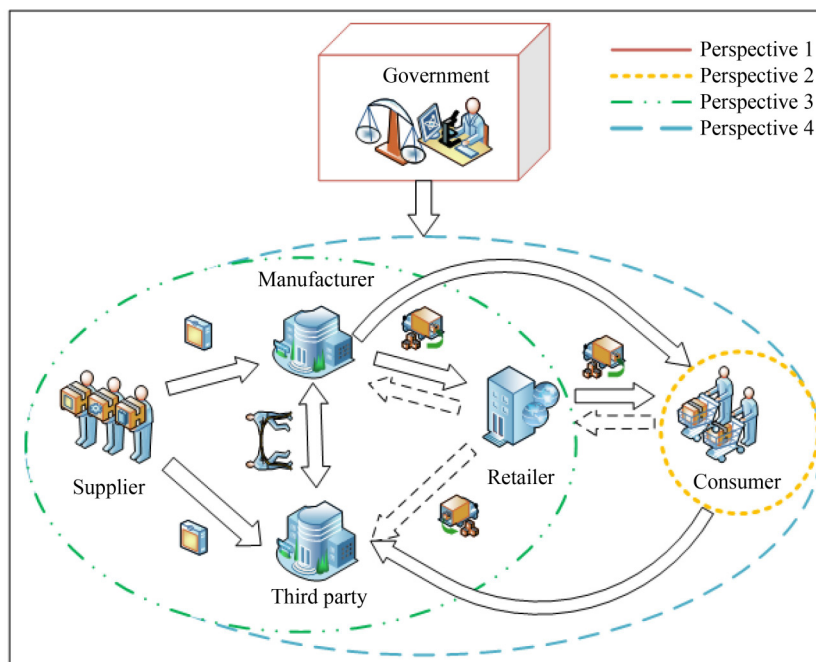 Government
Perspective 1
Perspective 2
Perspective 3
Perspective 4
Manufacturer
Supplier
Retailer
Consumer
Third party